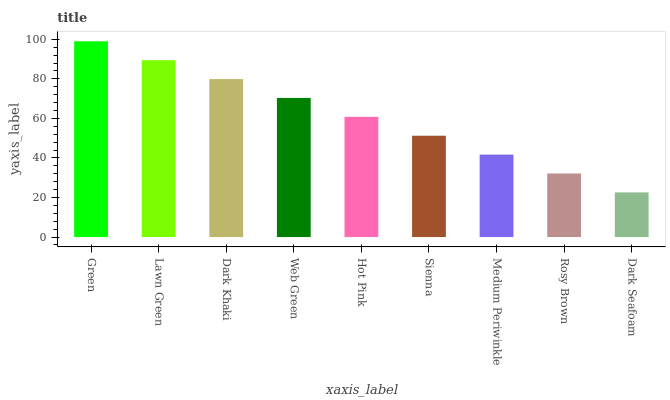 title
yaxis_label
100
80
60
40
20
0
Green
Lawn Green
Dark Khaki
Web Green
Hot Pink
Sienna
Medium Periwinkle
Rosy Brown
Dark Seafoam
xaxis_label